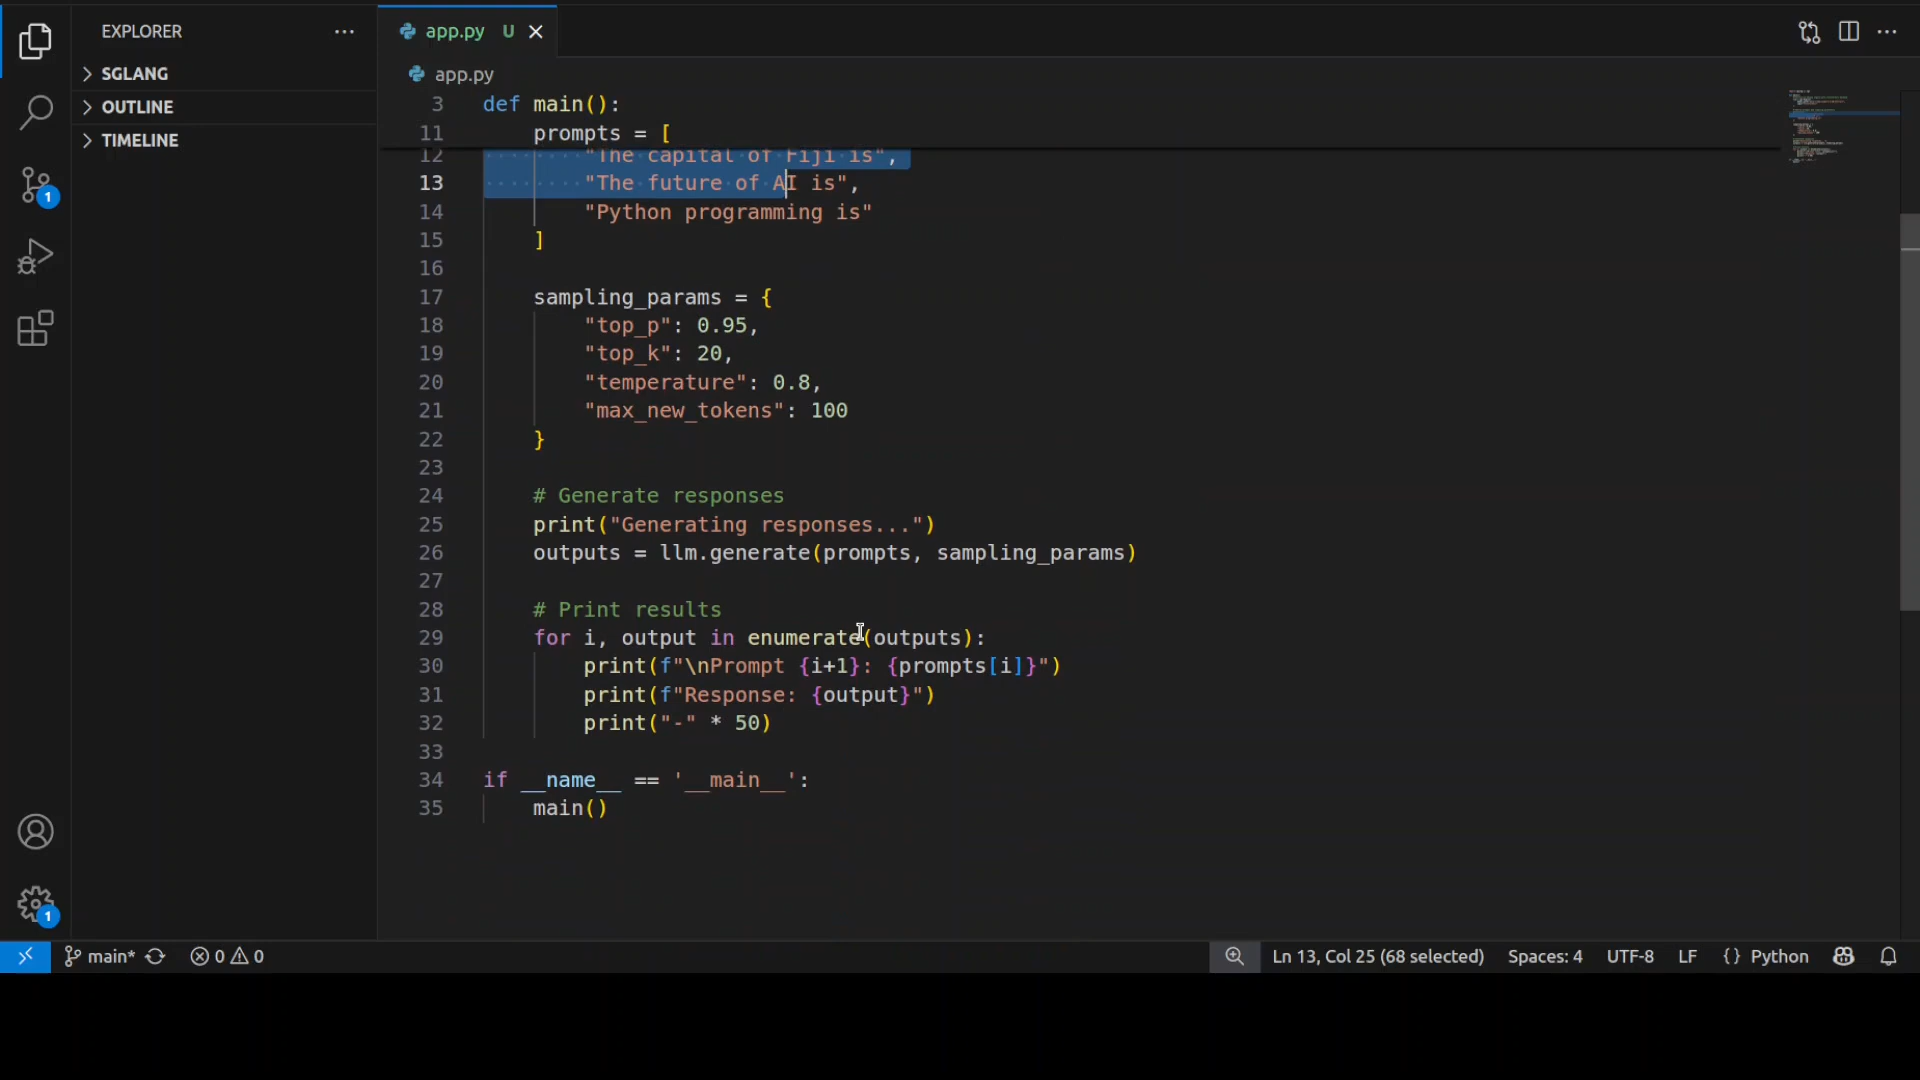 EXPLORER
SGLANG
OUTLINE
TIMELINE
1
1
app.py U
app.py
3 def main():
11     prompts = [
12         "The capital of Fiji is",
13         "The future of AI is",
14         "Python programming is"
15     ]
16
17     sampling_params = {
18         "top_p": 0.95,
19         "top_k": 20,
20         "temperature": 0.8,
21         "max_new_tokens": 100
22     }
23
24     # Generate responses
25     print("Generating responses...")
26     outputs = llm.generate(prompts, sampling_params)
27
28     # Print results
29     for i, output in enumerate(outputs):
30         print(f"\nPrompt {i+1}: {prompts[i]}")
31         print(f"Response: {output}")
32         print("-" * 50)
33
34 if __name__ == '__main__':
35     main()
main* 0 0 Ln 13, Col 25 (68 selected) Spaces: 4 UTF-8 LF {} Python